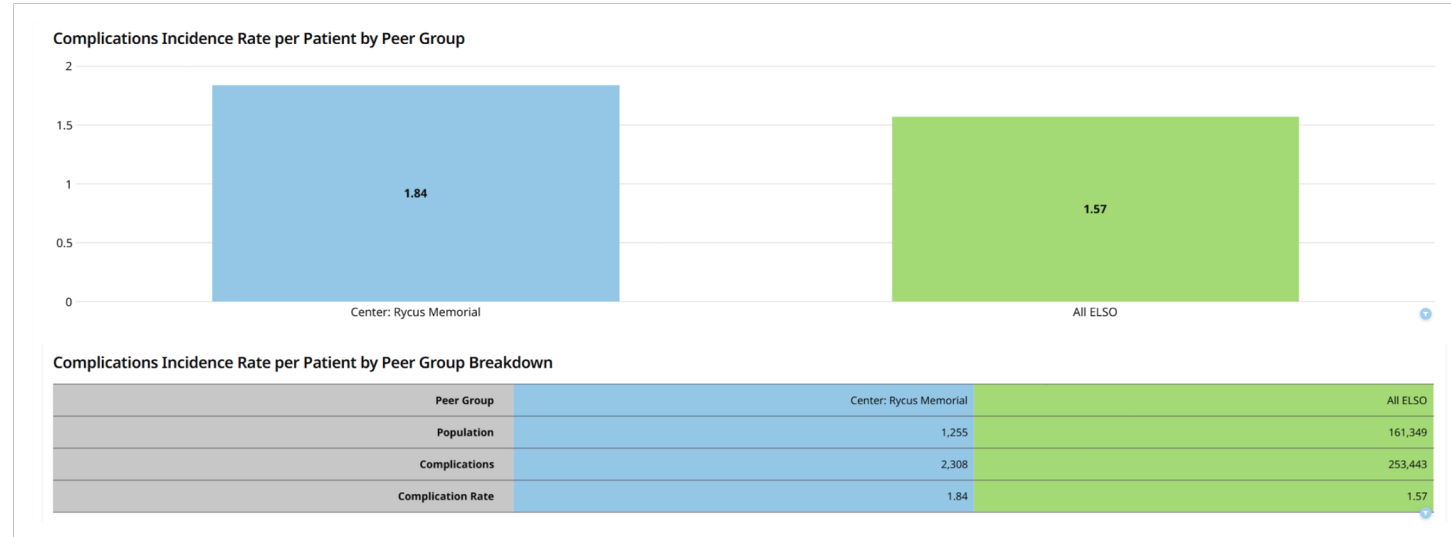 Complications Incidence Rate per Patient by Peer Group
2
1.5
1
0.5
0
1.84
1.57
Center: Rycus Memorial
All ELSO
Complications Incidence Rate per Patient by Peer Group Breakdown
Peer Group Center: Rycus Memorial All ELSO
Population 1,255 161,349
Complications 2,308 253,443
Complication Rate 1.84 1.57